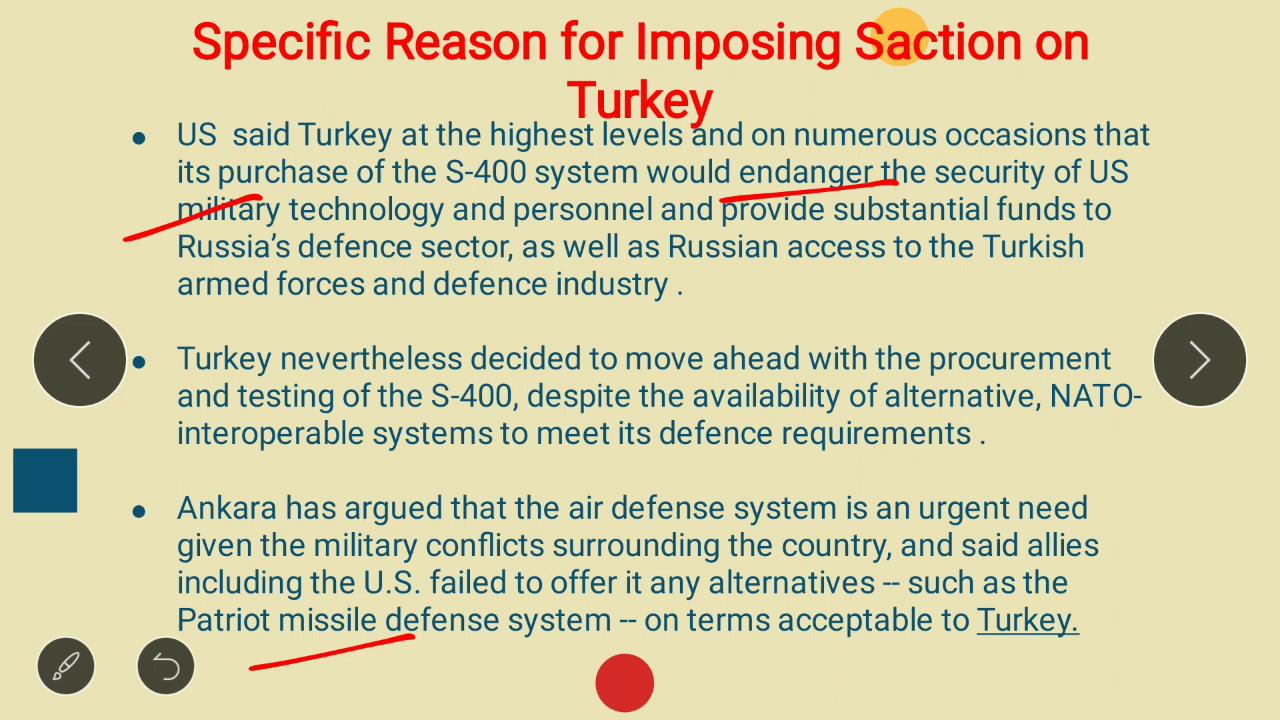 Specific Reason for Imposing Saction on
Turkey
● US said Turkey at the highest levels and on numerous occasions that
its purchase of the S-400 system would endanger the security of US
military technology and personnel and provide substantial funds to
Russia’s defence sector, as well as Russian access to the Turkish
armed forces and defence industry .
● Turkey nevertheless decided to move ahead with the procurement
and testing of the S-400, despite the availability of alternative, NATO-
interoperable systems to meet its defence requirements .
● Ankara has argued that the air defense system is an urgent need
given the military conflicts surrounding the country, and said allies
including the U.S. failed to offer it any alternatives -- such as the
Patriot missile defense system -- on terms acceptable to Turkey.